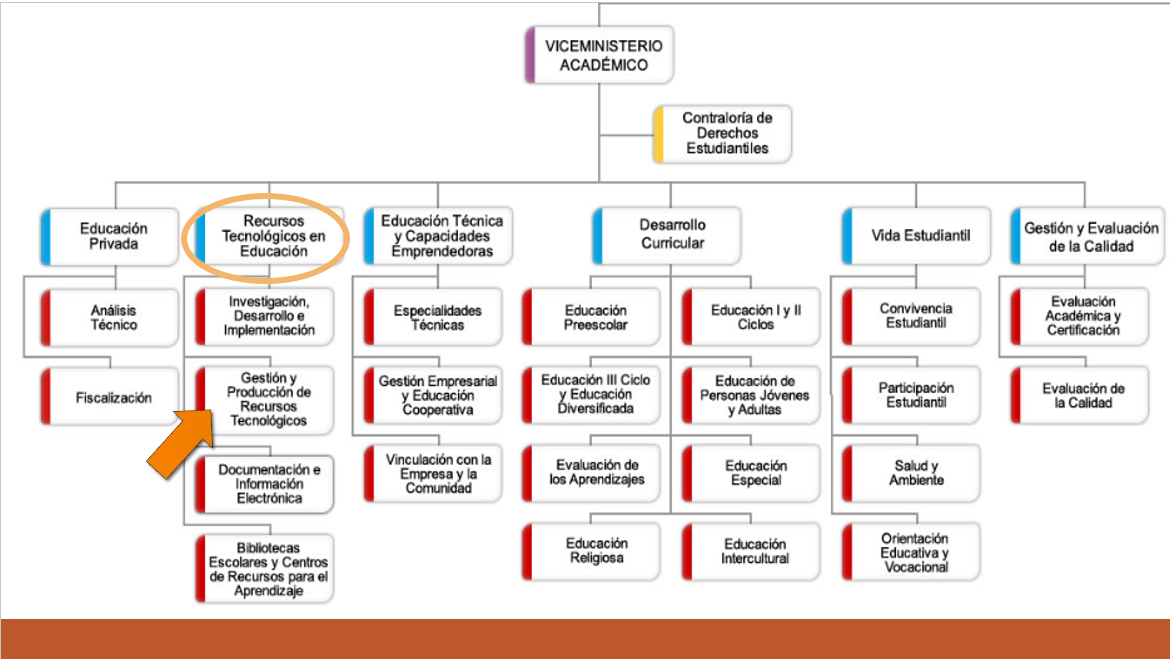 VICEMINISTERIO
ACADÉMICO
Contraloría de
Derechos
Estudiantiles
Educación
Privada
Análisis
Técnico
Fiscalización
Recursos
Tecnológicos en
Educación
Investigación,
Desarrollo e
Implementación
Gestión y
Producción de
Recursos
Tecnológicos
Documentación e
Información
Electrónica
Bibliotecas
Escolares y Centros
de Recursos para el
Aprendizaje
Educación Técnica
y Capacidades
Emprendedoras
Especialidades
Técnicas
Gestión Empresarial
y Educación
Cooperativa
Vinculación con la
Empresa y la
Comunidad
Desarrollo
Curricular
Educación
Preescolar
Educación I y II
Ciclos
Educación III Ciclo
y Educación
Diversificada
Educación de
Personas Jóvenes
y Adultas
Evaluación de
los Aprendizajes
Educación
Especial
Educación
Religiosa
Educación
Intercultural
Vida Estudiantil
Convivencia
Estudiantil
Participación
Estudiantil
Salud y
Ambiente
Orientación
Educativa y
Vocacional
Gestión y Evaluación
de la Calidad
Evaluación
Académica y
Certificación
Evaluación de
la Calidad